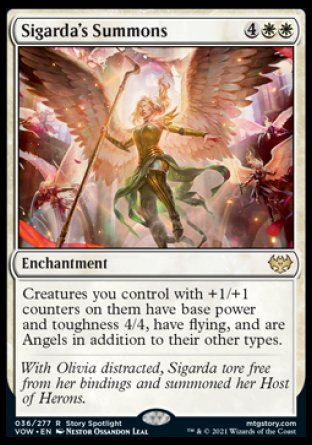 Sigarda's Summons 4
Enchantment
Creatures you control with +1/+1
counters on them have base power
and toughness 4/4, have flying, and are
Angels in addition to their other types.
With Olivia distracted, Sigarda tore free
from her bindings and summoned her Host
of Herons.
036/277 R Story Spotlight mtgstory.com
VOW • EN Nestor Ossandon Leal ™ & © 2021 Wizards of the Coast